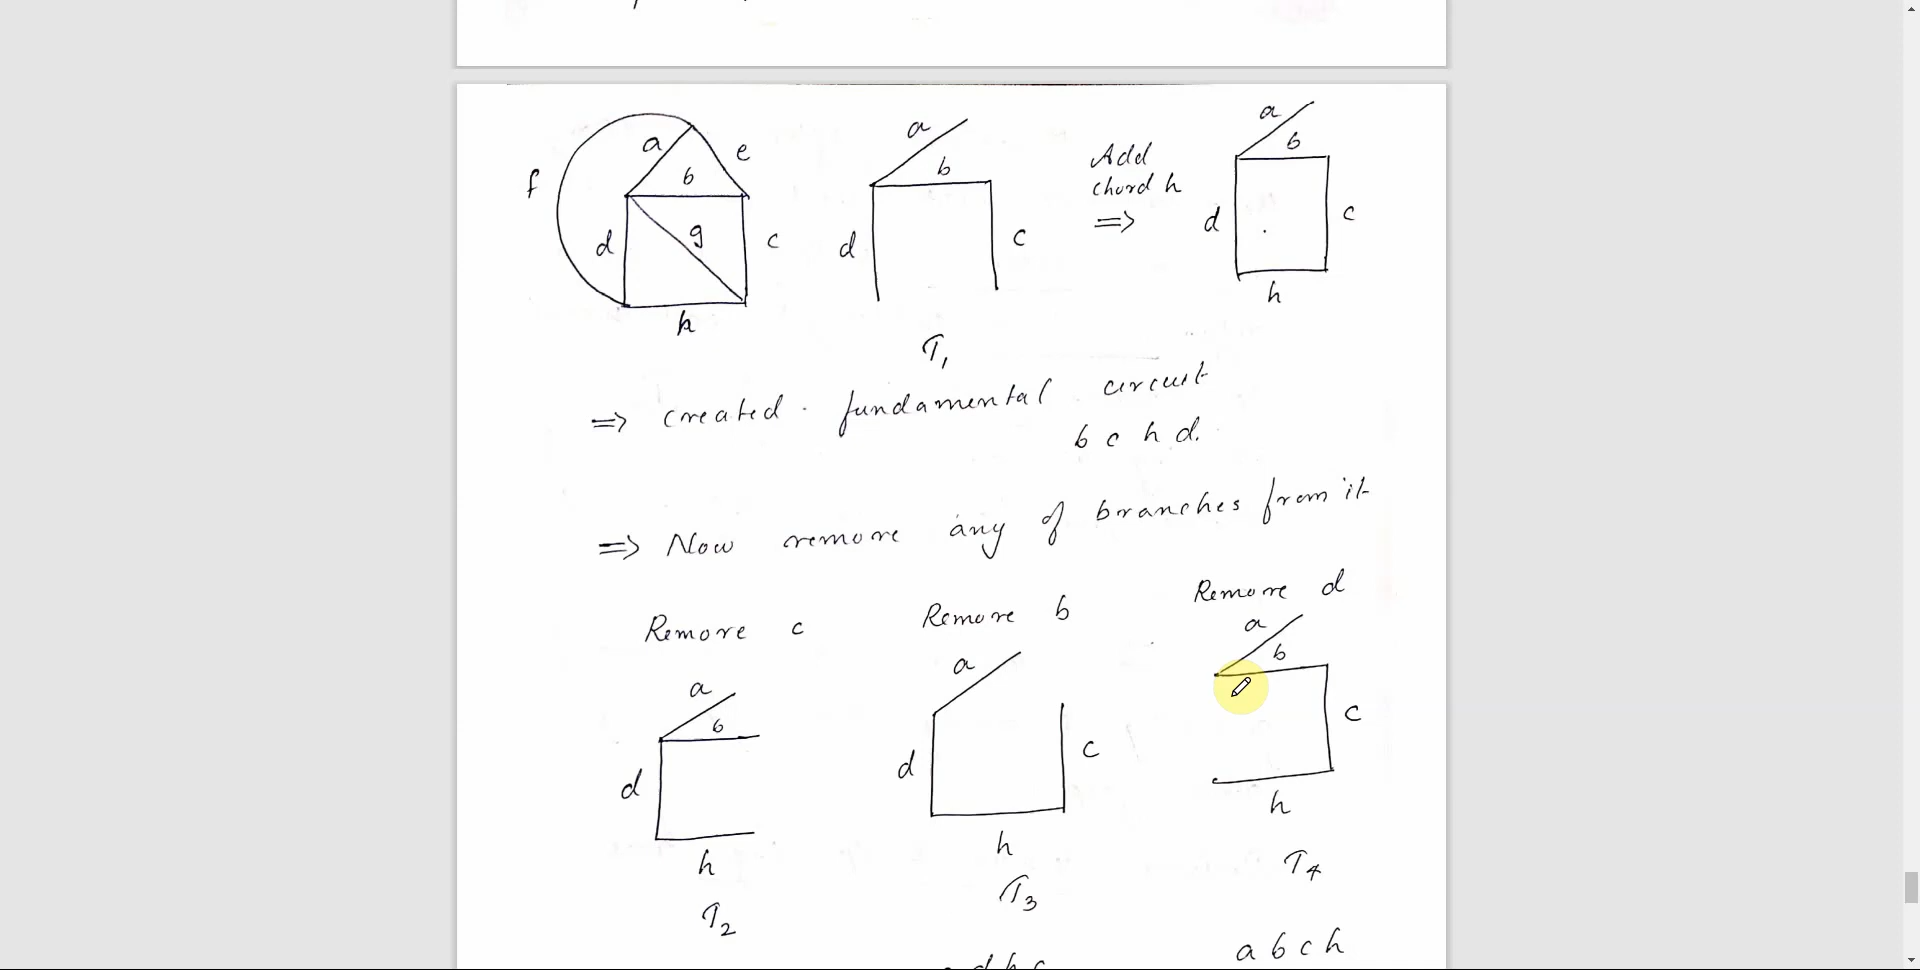 f a b e
d g c
h
a
b
d c
T1
Add
chord h
=>
a
b
d c
h
=> Created fundamental circuit
b c h d.
=> Now remove any of branches from it
Remove c
a
b
d
h
T2
Remove b
a
d c
h
T3
Remove d
a
b
c
h
T4
a b c h